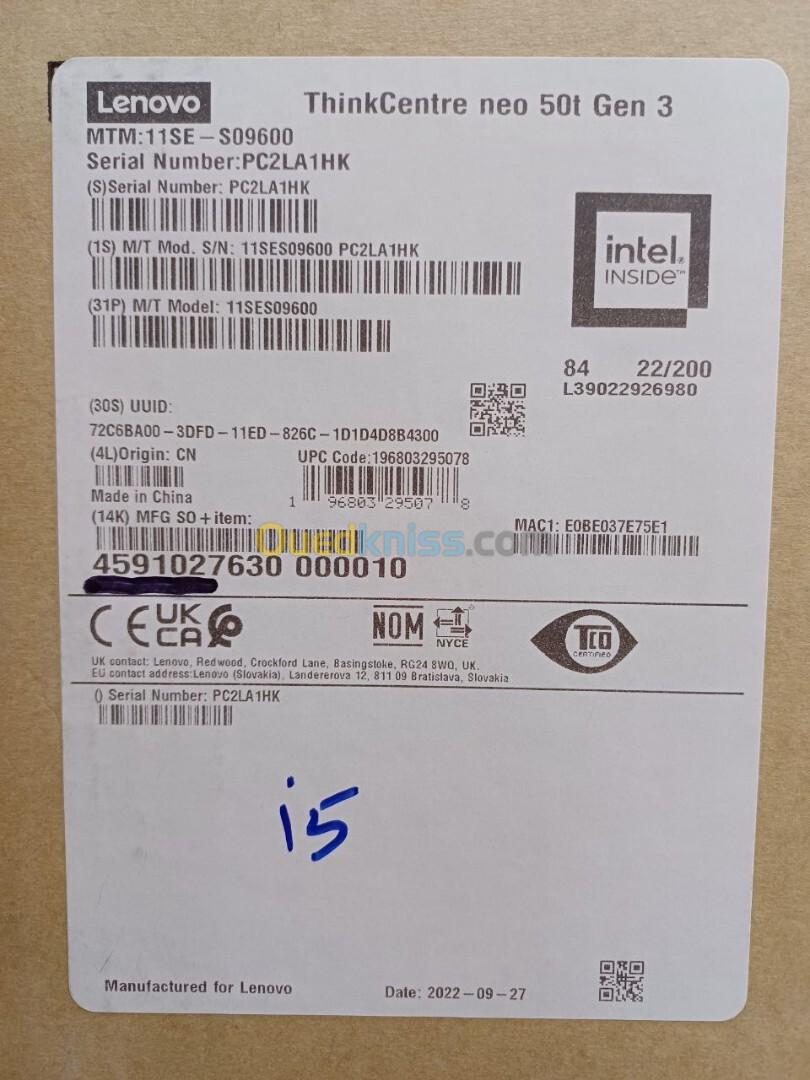 Lenovo
ThinkCentre neo 50t Gen 3
MTM:11SE-S09600
Serial Number:PC2LA1HK
(S)Serial Number: PC2LA1HK
(1S) M/T Mod. S/N: 11SES09600 PC2LA1HK
(31P) M/T Model: 11SES09600
intel.
INSIDE™
84 22/200
L39022926980
(30S) UUID:
72C6BA00-3DFD-11ED-826C-1D1D4D8B4300
(4L)Origin: CN
UPC Code:196803295078
Made in China
1 96803 29507 8
(14K) MFG SO+item:
MAC1: E0BE037E75E1
Ouedkniss.com
4591027630 000010
CE UK CA
NOM
NYCE
TCO
CERTIFIED
UK contact: Lenovo, Redwood, Crockford Lane, Basingstoke, RG24 8WQ, UK.
EU contact address:Lenovo (Slovakia), Landererova 12, 811 09 Bratislava, Slovakia
() Serial Number: PC2LA1HK
i5
Manufactured for Lenovo
Date: 2022-09-27